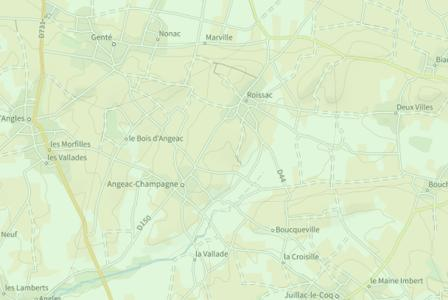 D731
Genté
Nonac
Marville
Roissac
Deux Villes
les Morfilles
les Vallades
le Bois d'Angeac
Angeac-Champagne
D44
D150
Neuf
Boucqueville
la Vallade
la Croisille
les Lamberts
Juillac-le-Coq
le Maine Imbert